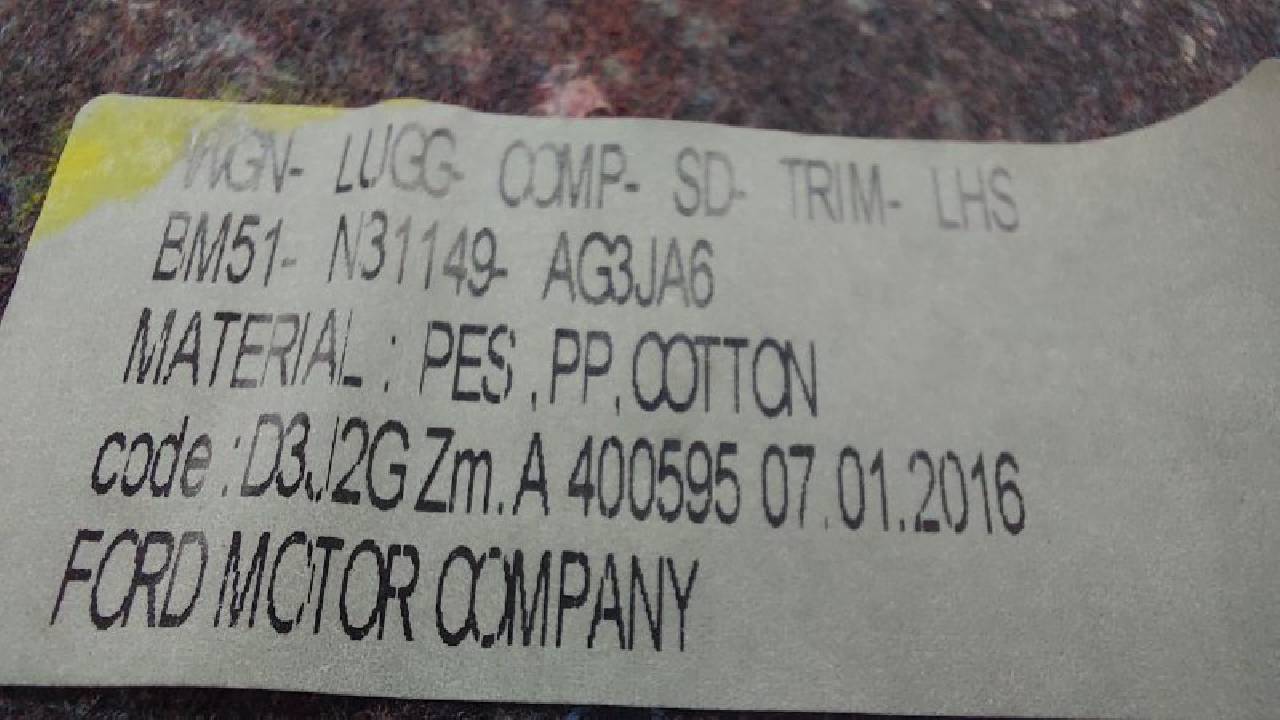 WGN- LUGG- COMP- SD- TRIM- LHS
BM51- N31149- AG3JA6
MATERIAL : PES , PP, COTTON
code :D3J2G Zm.A 400595 07.01.2016
FORD MOTOR COMPANY